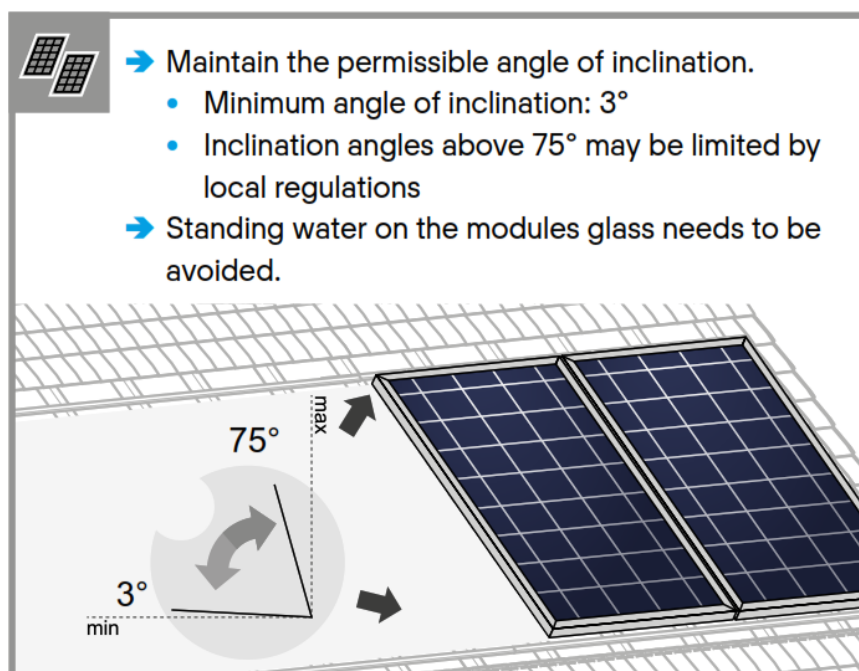 Maintain the permissible angle of inclination.
Minimum angle of inclination: 3°
Inclination angles above 75° may be limited by
local regulations
Standing water on the modules glass needs to be
avoided.
75°
max
3°
min